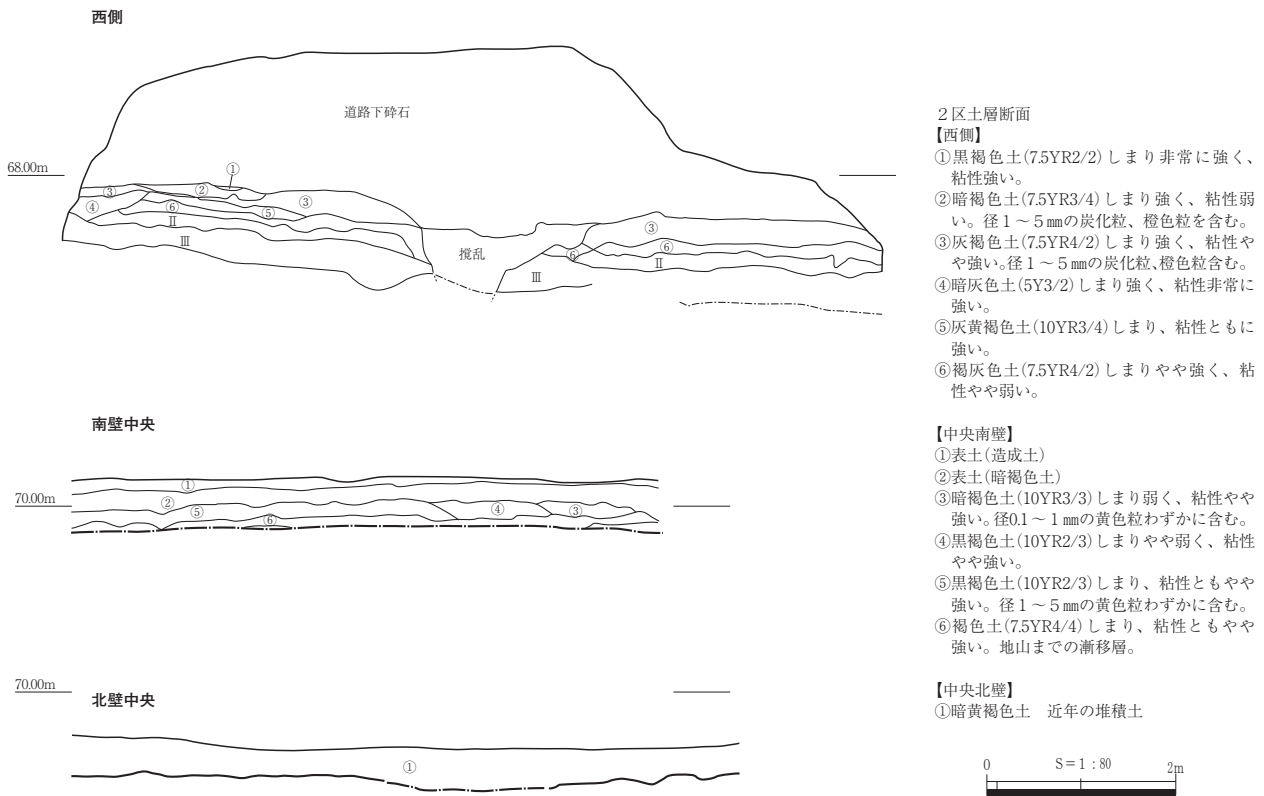 西側
道路下砕石
68.00m
①
③
②
③
④
⑥
⑤
Ⅱ
Ⅲ
撹乱
③
⑥
⑥
Ⅱ
Ⅲ
南壁中央
70.00m
①
②
⑤
⑥
④
③
70.00m
北壁中央
①
２区土層断面
【西側】
①黒褐色土(7.5YR2/2)しまり非常に強く、
粘性強い。
②暗褐色土(7.5YR3/4)しまり強く、粘性弱
い。径１～５㎜の炭化粒、橙色粒を含む。
③灰褐色土(7.5YR4/2)しまり強く、粘性や
や強い。径１～５㎜の炭化粒、橙色粒含む。
④暗灰色土(5Y3/2)しまり強く、粘性非常に
強い。
⑤灰黄褐色土(10YR3/4)しまり、粘性ともに
強い。
⑥褐灰色土(7.5YR4/2)しまりやや強く、粘
性やや弱い。
【中央南壁】
①表土(造成土)
②表土(暗褐色土)
③暗褐色土(10YR3/3)しまり弱く、粘性やや
強い。径0.1～１㎜の黄色粒わずかに含む。
④黒褐色土(10YR2/3)しまりやや弱く、粘性
やや強い。
⑤黒褐色土(10YR2/3)しまり、粘性ともやや
強い。径１～５㎜の黄色粒わずかに含む。
⑥褐色土(7.5YR4/4)しまり、粘性ともやや
強い。地山までの漸移層。
【中央北壁】
①暗黄褐色土　近年の堆積土
0 S＝1：80 2m